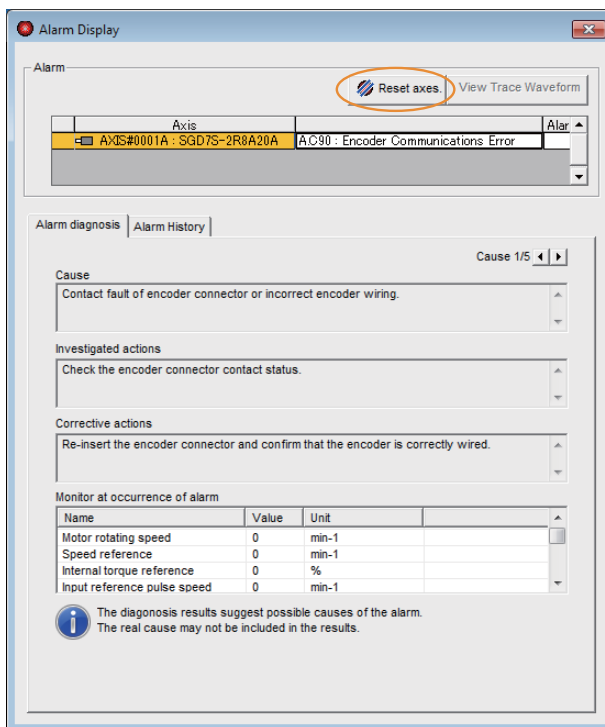 Alarm Display
Alarm
Reset axes.
View Trace Waveform
Axis
Alar
AXIS#0001A : SGD7S-2R8A20A
A.C90 : Encoder Communications Error
Alarm diagnosis
Alarm History
Cause 1/5
Cause
Contact fault of encoder connector or incorrect encoder wiring.
Investigated actions
Check the encoder connector contact status.
Corrective actions
Re-insert the encoder connector and confirm that the encoder is correctly wired.
Monitor at occurrence of alarm
Name Value Unit
Motor rotating speed 0 min-1
Speed reference 0 min-1
Internal torque reference 0 %
Input reference pulse speed 0 min-1
The diagonosis results suggest possible causes of the alarm.
The real cause may not be included in the results.